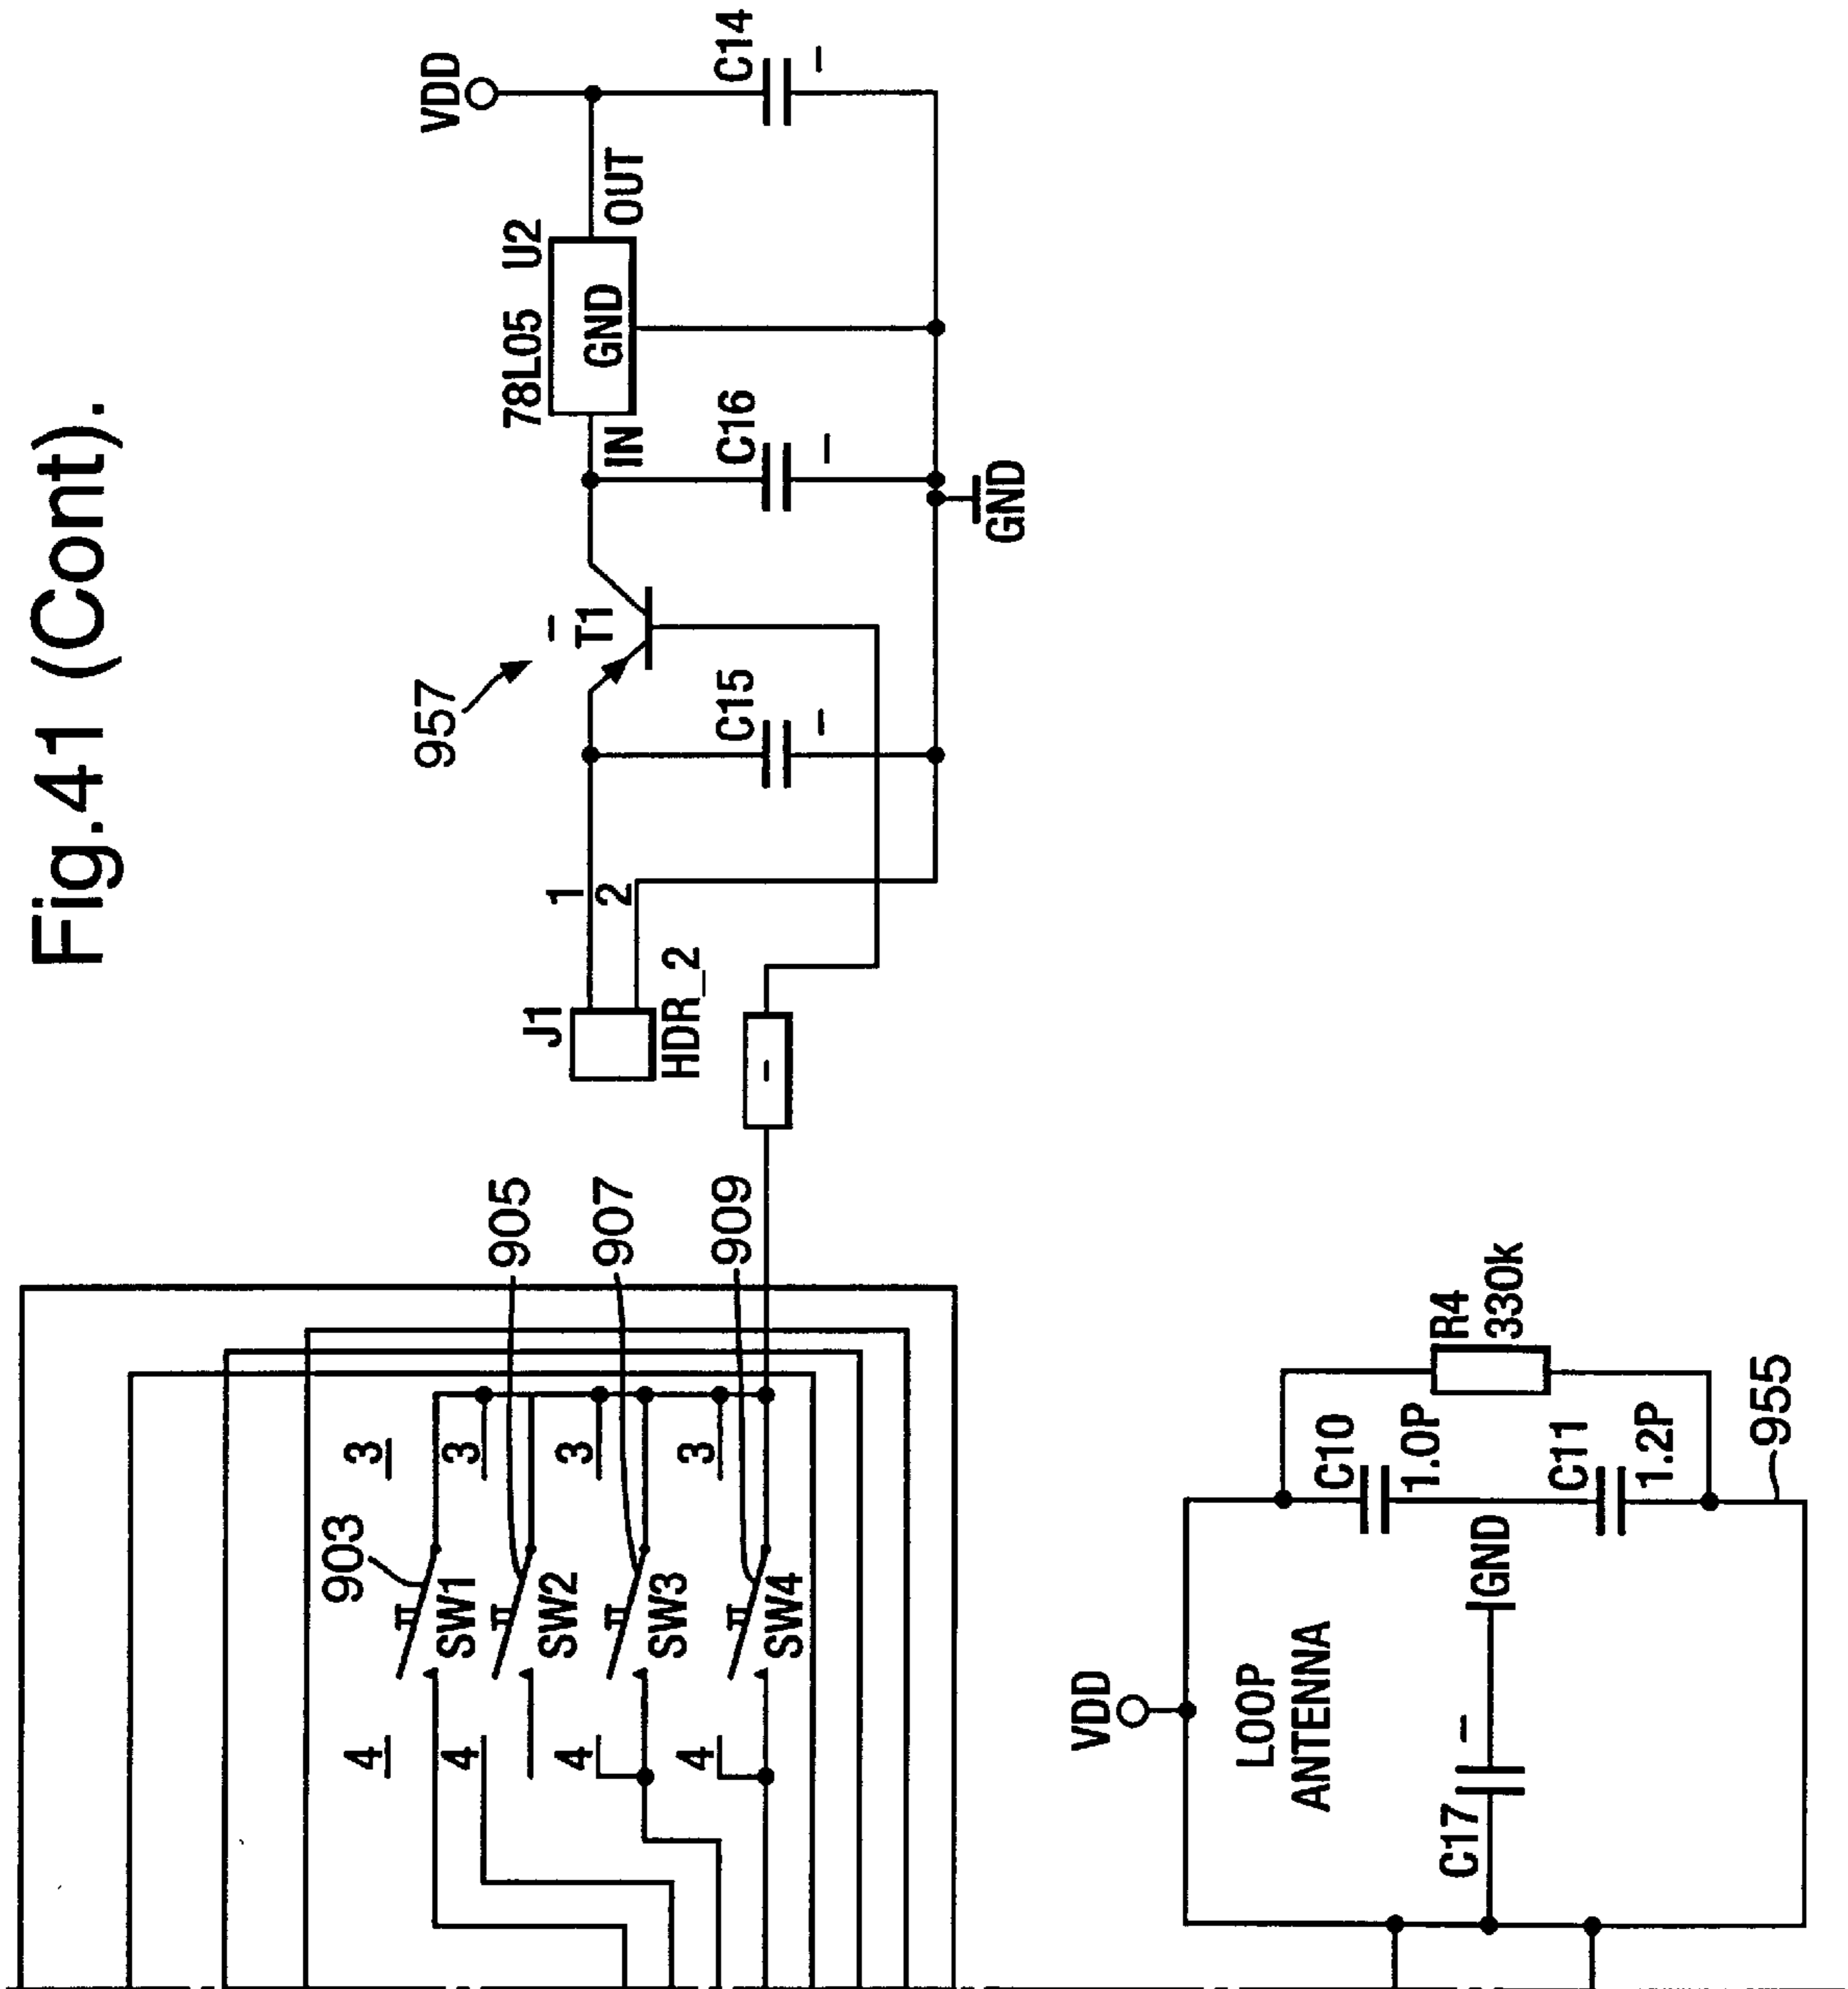 Fig.41 (Cont).
957
J1
1
2
HDR_2
T1
78L05 U2
IN
GND
OUT
VDD
C15
C16
C14
GND
903
905
907
909
4
3
SW1
4
3
SW2
4
3
SW3
4
3
SW4
VDD
LOOP
ANTENNA
C17
GND
C10
1.0P
C11
1.2P
R4
330k
955